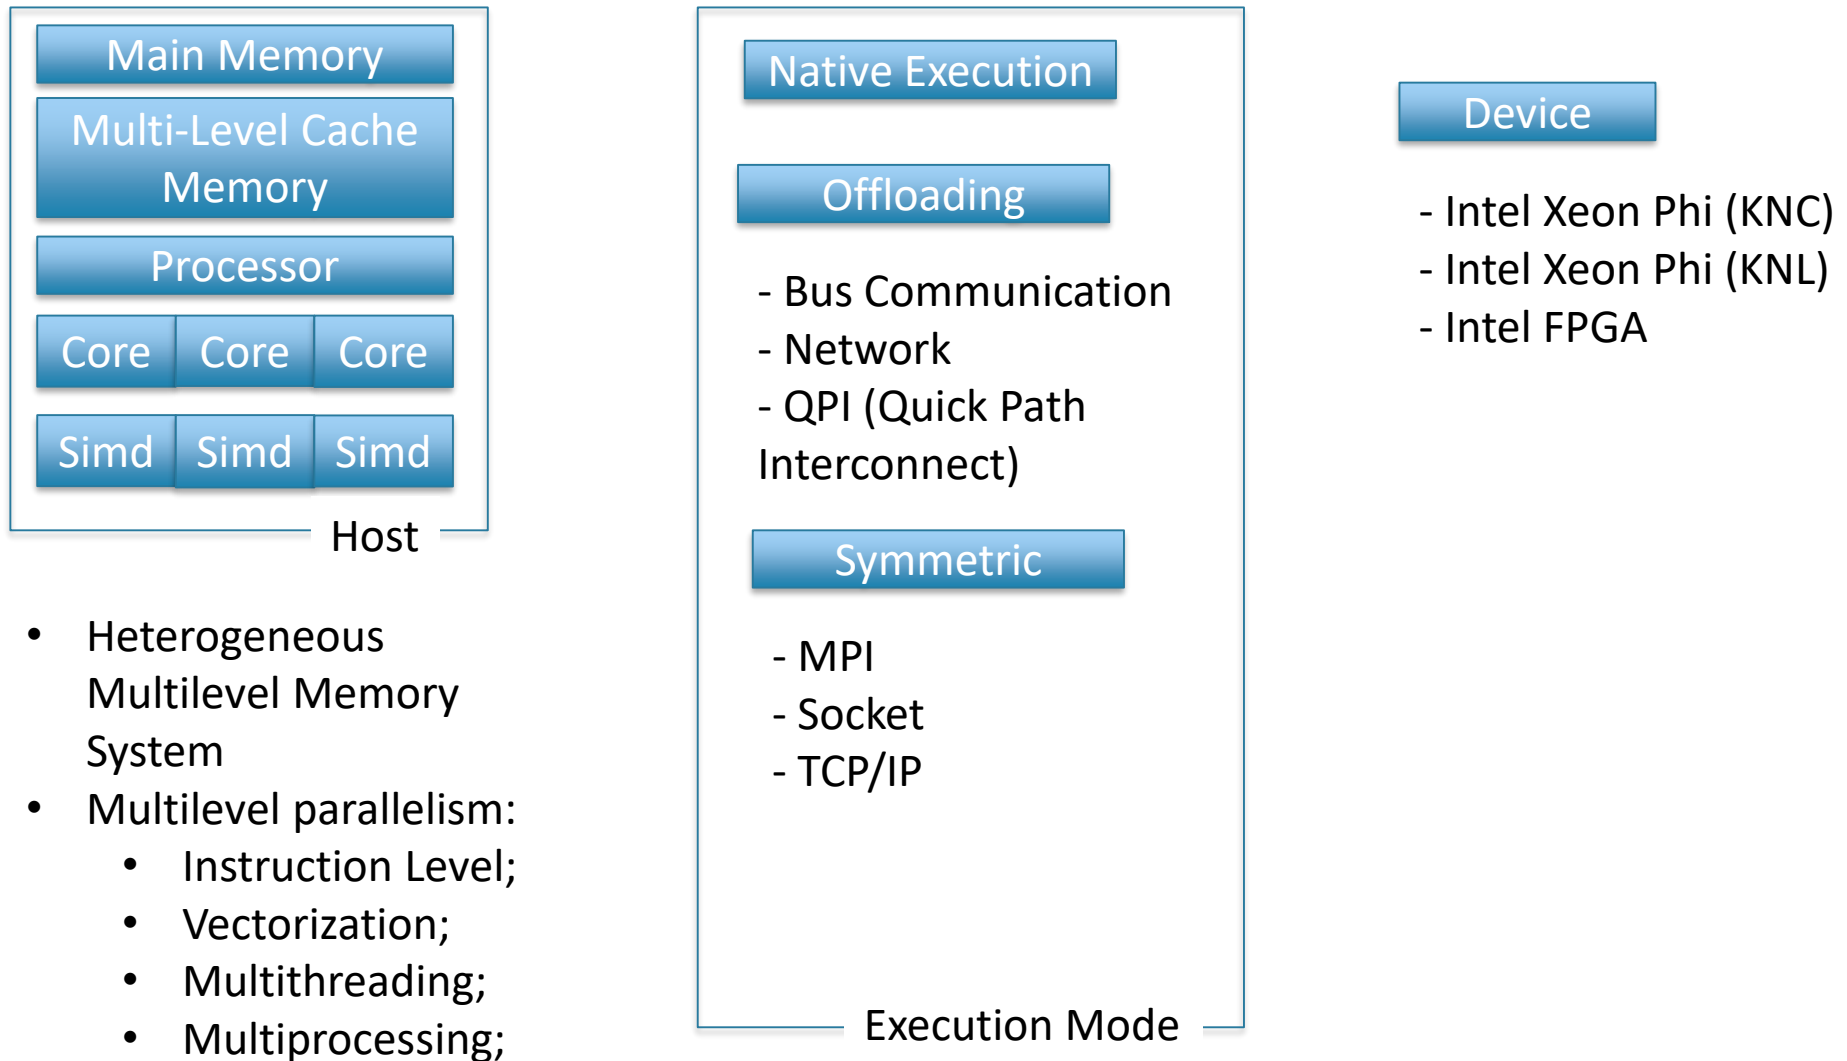 Main Memory
Multi-Level Cache
Memory
Processor
Core Core Core
Simd Simd Simd
Host
• Heterogeneous
Multilevel Memory
System
• Multilevel parallelism:
• Instruction Level;
• Vectorization;
• Multithreading;
• Multiprocessing;
Native Execution
Offloading
- Bus Communication
- Network
- QPI (Quick Path
Interconnect)
Symmetric
- MPI
- Socket
- TCP/IP
Execution Mode
Device
- Intel Xeon Phi (KNC)
- Intel Xeon Phi (KNL)
- Intel FPGA